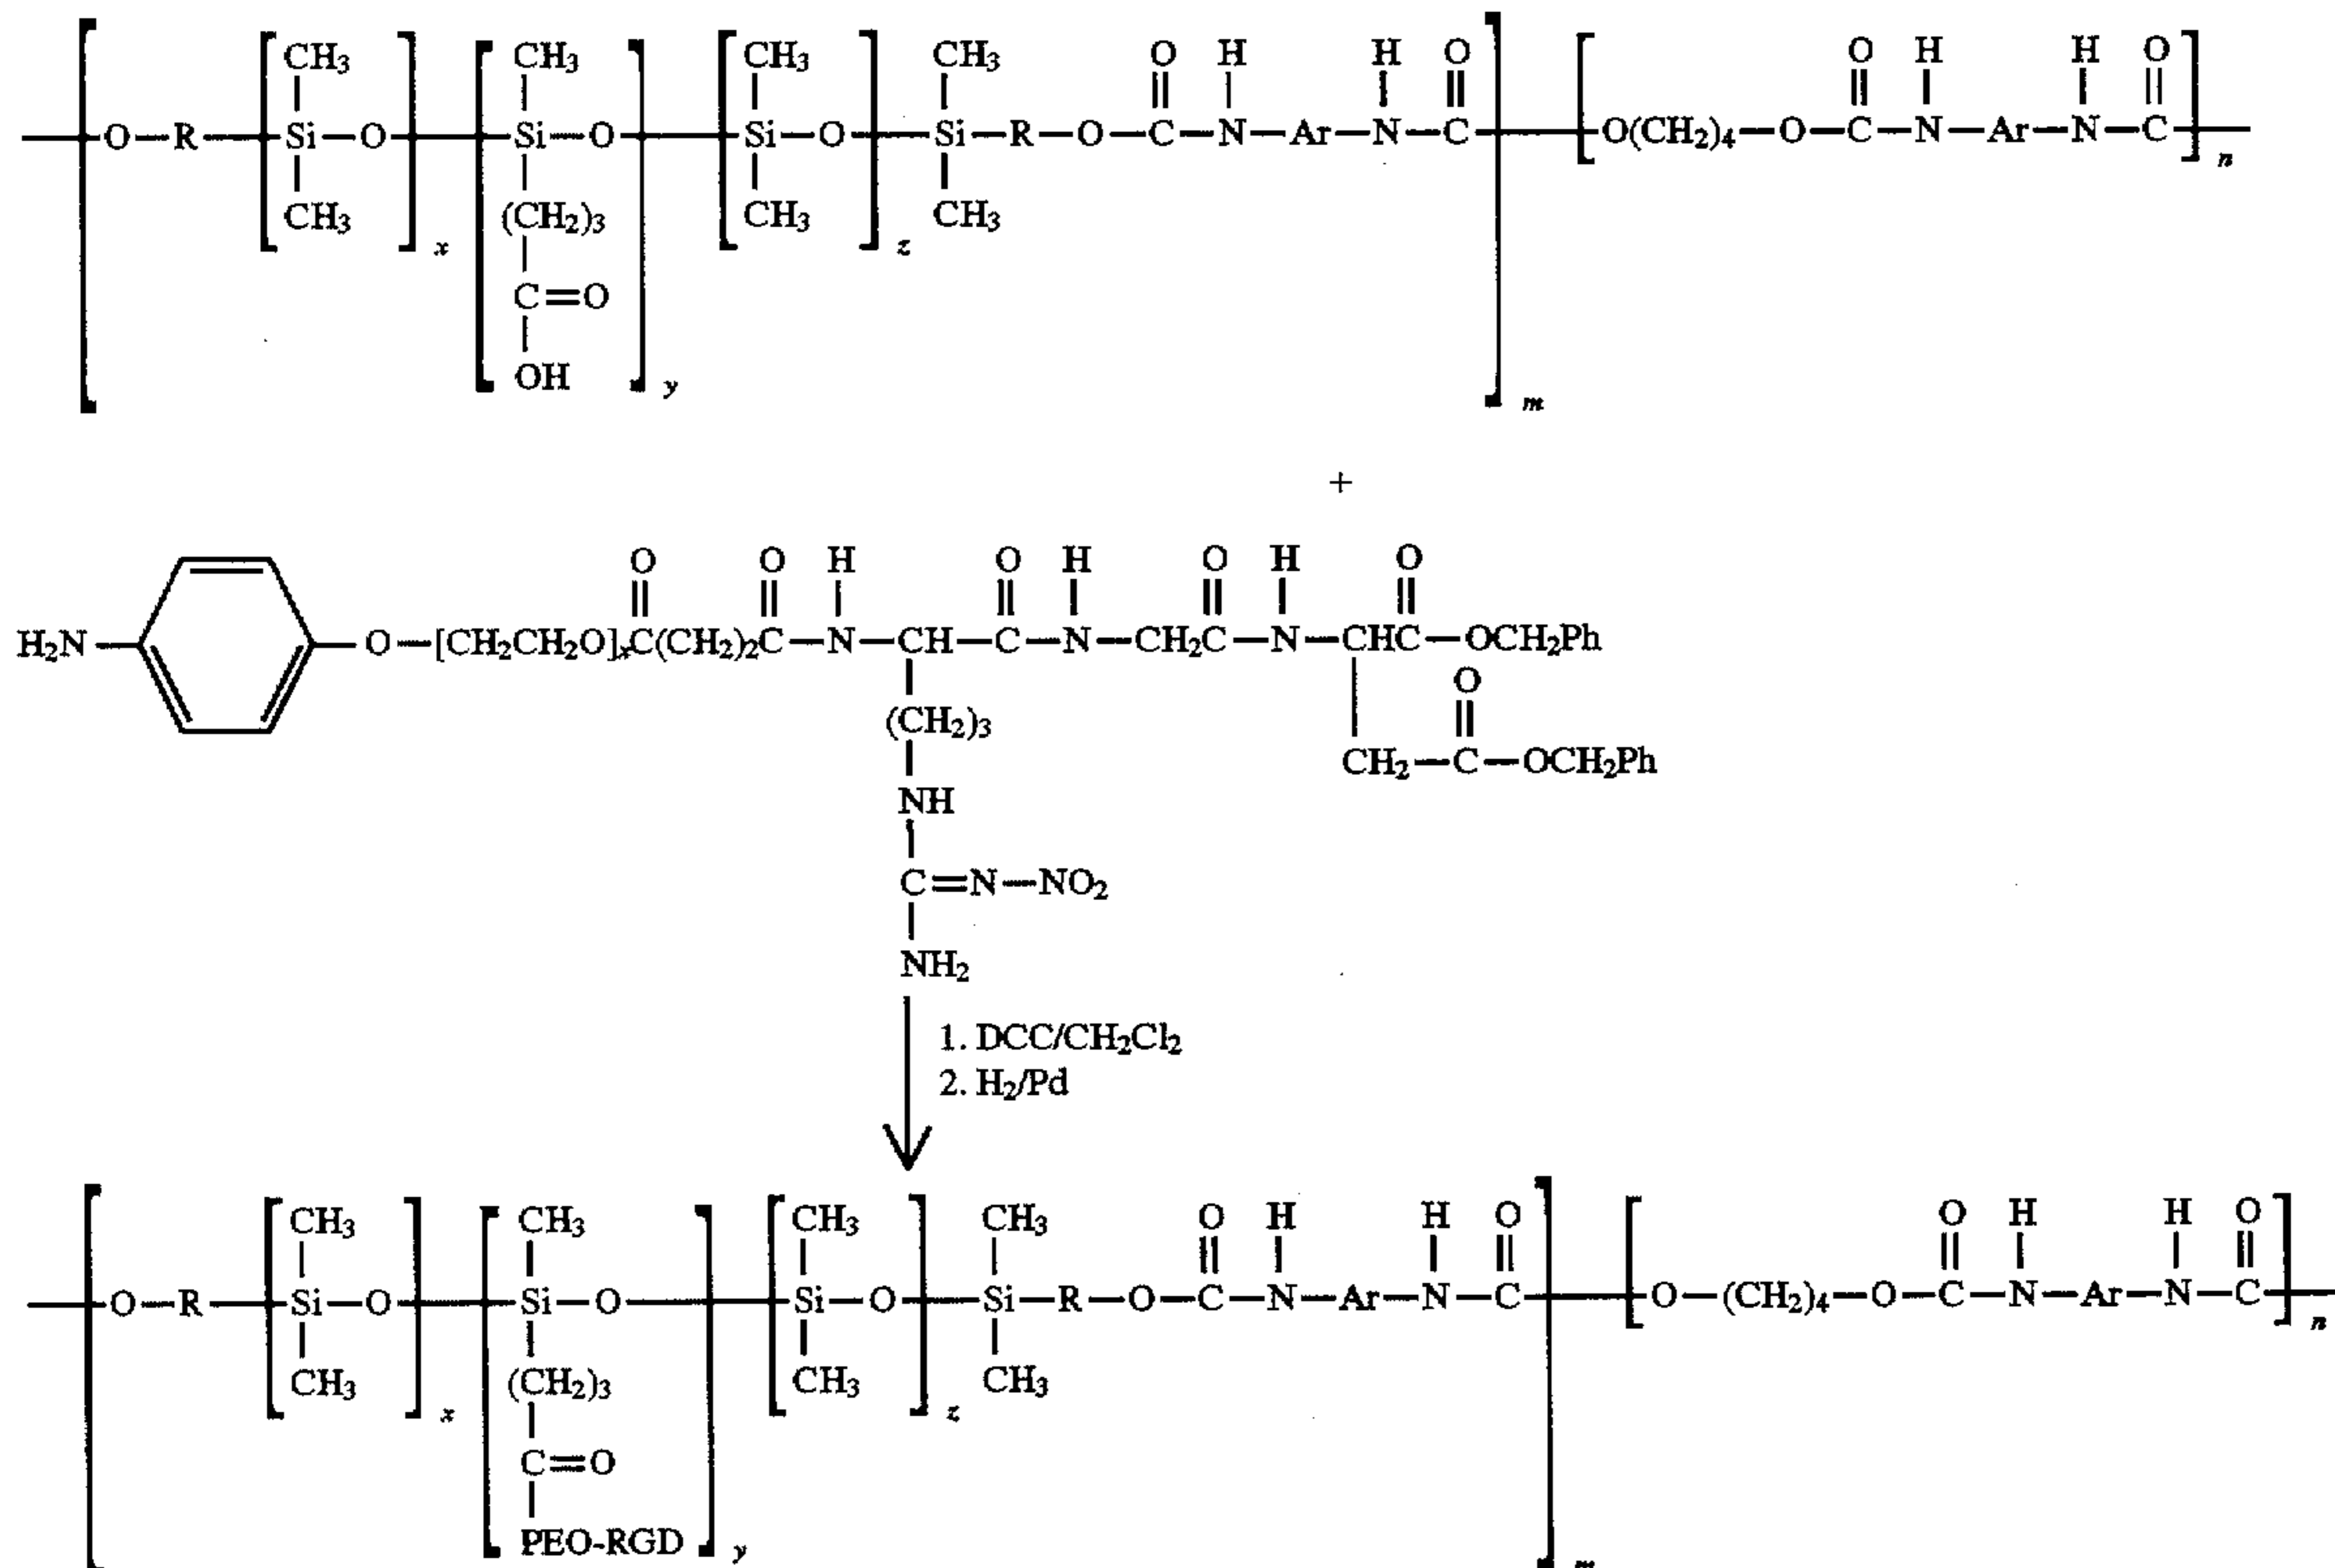 CH₃ CH₃ CH₃ CH₃ O H H O O H H O
O—R—Si—O—Si—O—Si—O—Si—R—O—C—N—Ar—N—C—O(CH₂)₄—O—C—N—Ar—N—C n
CH₃ (CH₂)₃ CH₃ CH₃
x z
C=O
OH y m
+
O O H O H O H O
H₂N—O—[CH₂CH₂O]ₓC(CH₂)₂C—N—CH—C—N—CH₂C—N—CHC—OCH₂Ph
O
(CH₂)₃ CH₂—C—OCH₂Ph
NH
C=N—NO₂
NH₂
1. DCC/CH₂Cl₂
2. H₂/Pd
CH₃ CH₃ CH₃ CH₃ O H H O O H H O
O—R—Si—O—Si—O—Si—O—Si—R—O—C—N—Ar—N—C—O—(CH₂)₄—O—C—N—Ar—N—C n
CH₃ (CH₂)₃ CH₃ CH₃
x z
C=O
PEO-RGD y m